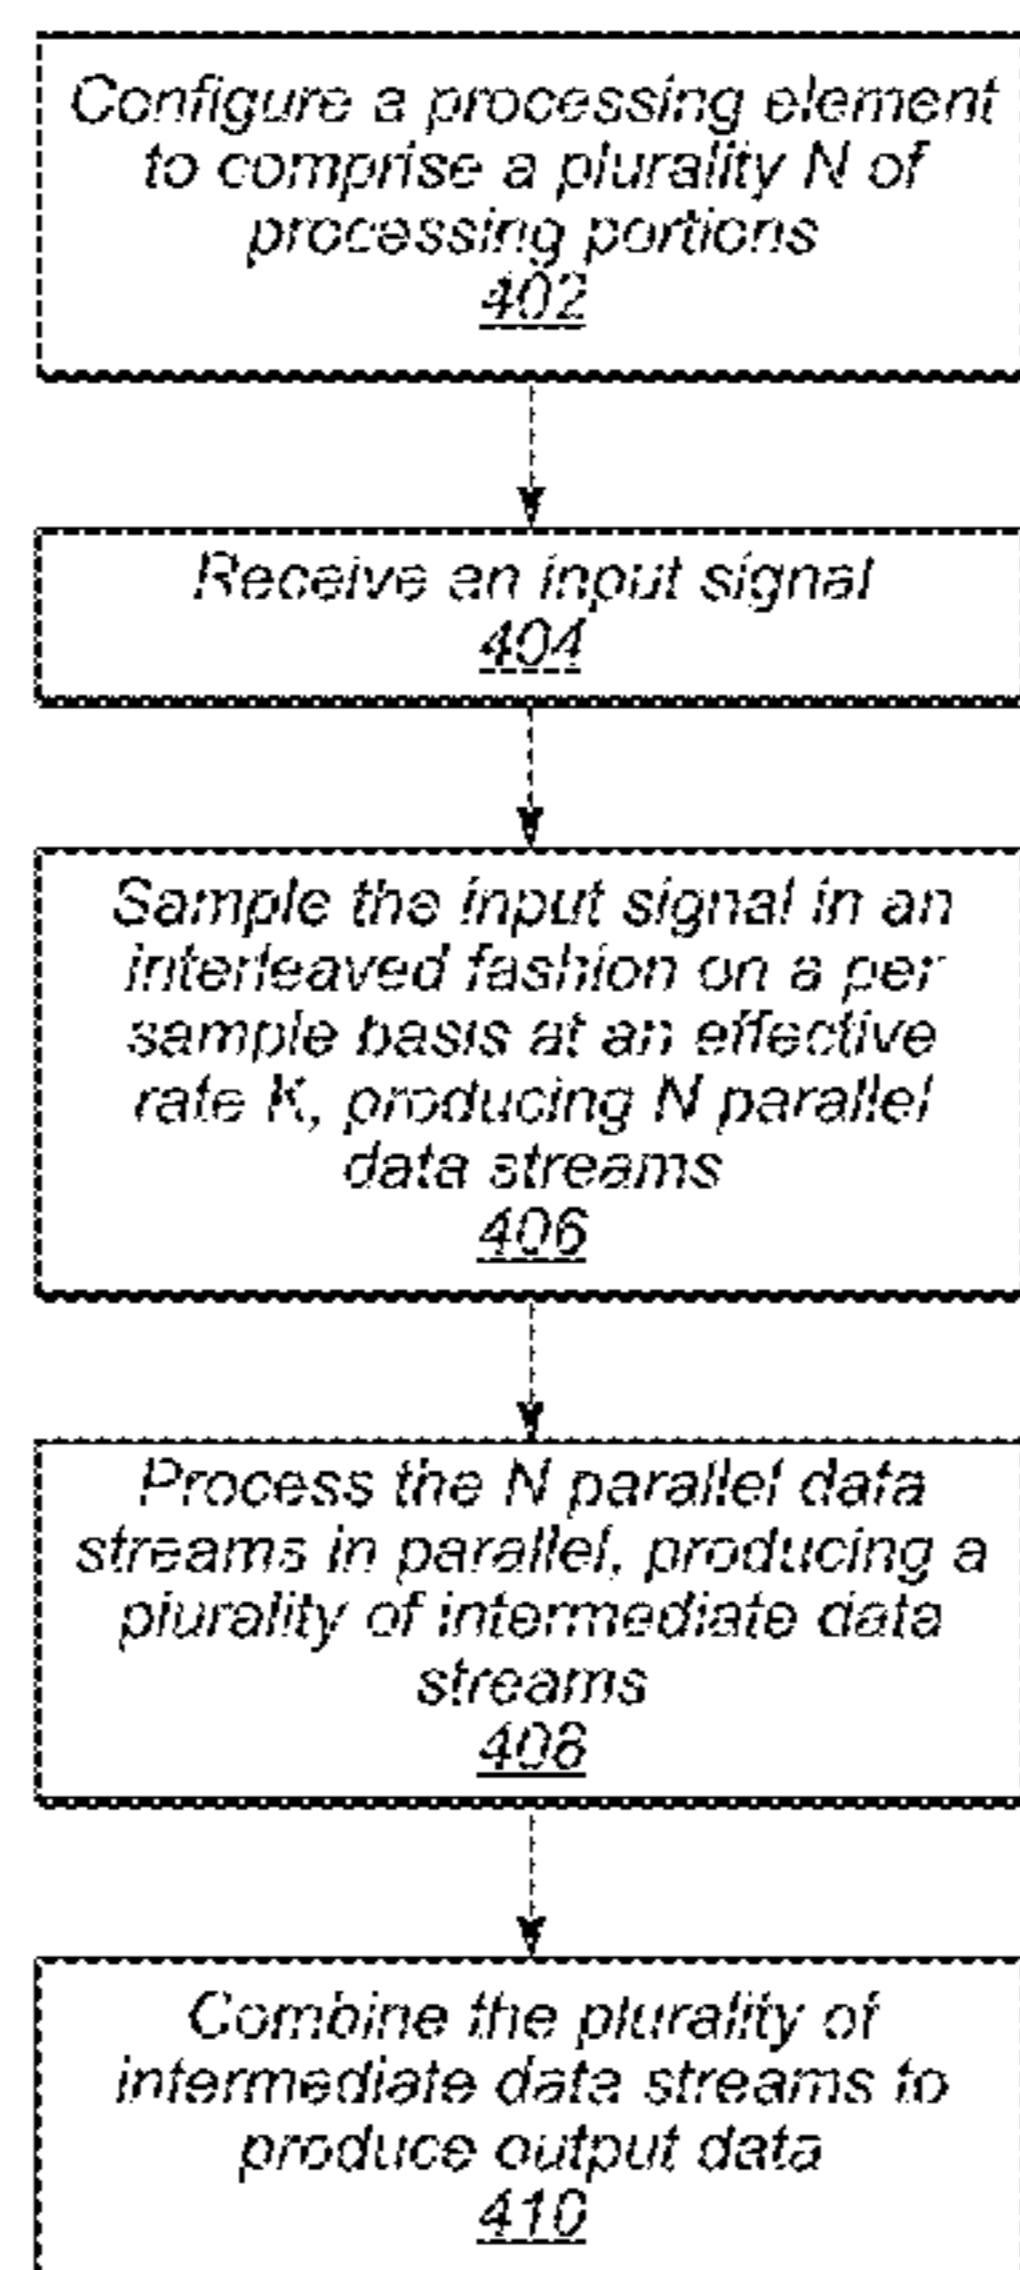 Configure a processing element
to comprise a plurality N of
processing portions
402
Receive an input signal
404
Sample the input signal in an
interleaved fashion on a per
sample basis at an effective
rate K, producing N parallel
data streams
406
Process the N parallel data
streams in parallel, producing a
plurality of intermediate data
streams
408
Combine the plurality of
intermediate data streams to
produce output data
410